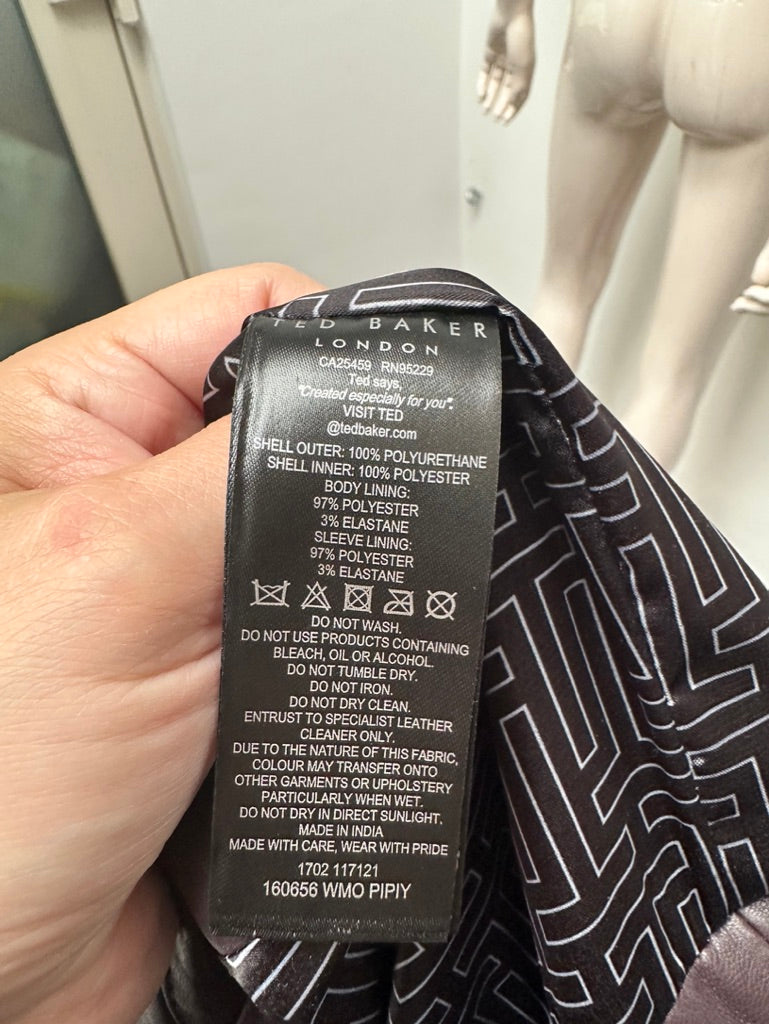 TED BAKER
LONDON
CA25459 RN95229
Ted says,
"Created especially for you".
VISIT TED
@tedbaker.com
SHELL OUTER: 100% POLYURETHANE
SHELL INNER: 100% POLYESTER
BODY LINING:
97% POLYESTER
3% ELASTANE
SLEEVE LINING:
97% POLYESTER
3% ELASTANE
DO NOT WASH.
DO NOT USE PRODUCTS CONTAINING
BLEACH, OIL OR ALCOHOL.
DO NOT TUMBLE DRY.
DO NOT IRON.
DO NOT DRY CLEAN.
ENTRUST TO SPECIALIST LEATHER
CLEANER ONLY.
DUE TO THE NATURE OF THIS FABRIC,
COLOUR MAY TRANSFER ONTO
OTHER GARMENTS OR UPHOLSTERY
PARTICULARLY WHEN WET.
DO NOT DRY IN DIRECT SUNLIGHT,
MADE IN INDIA
MADE WITH CARE, WEAR WITH PRIDE
1702 117121
160656 WMO PIPIY